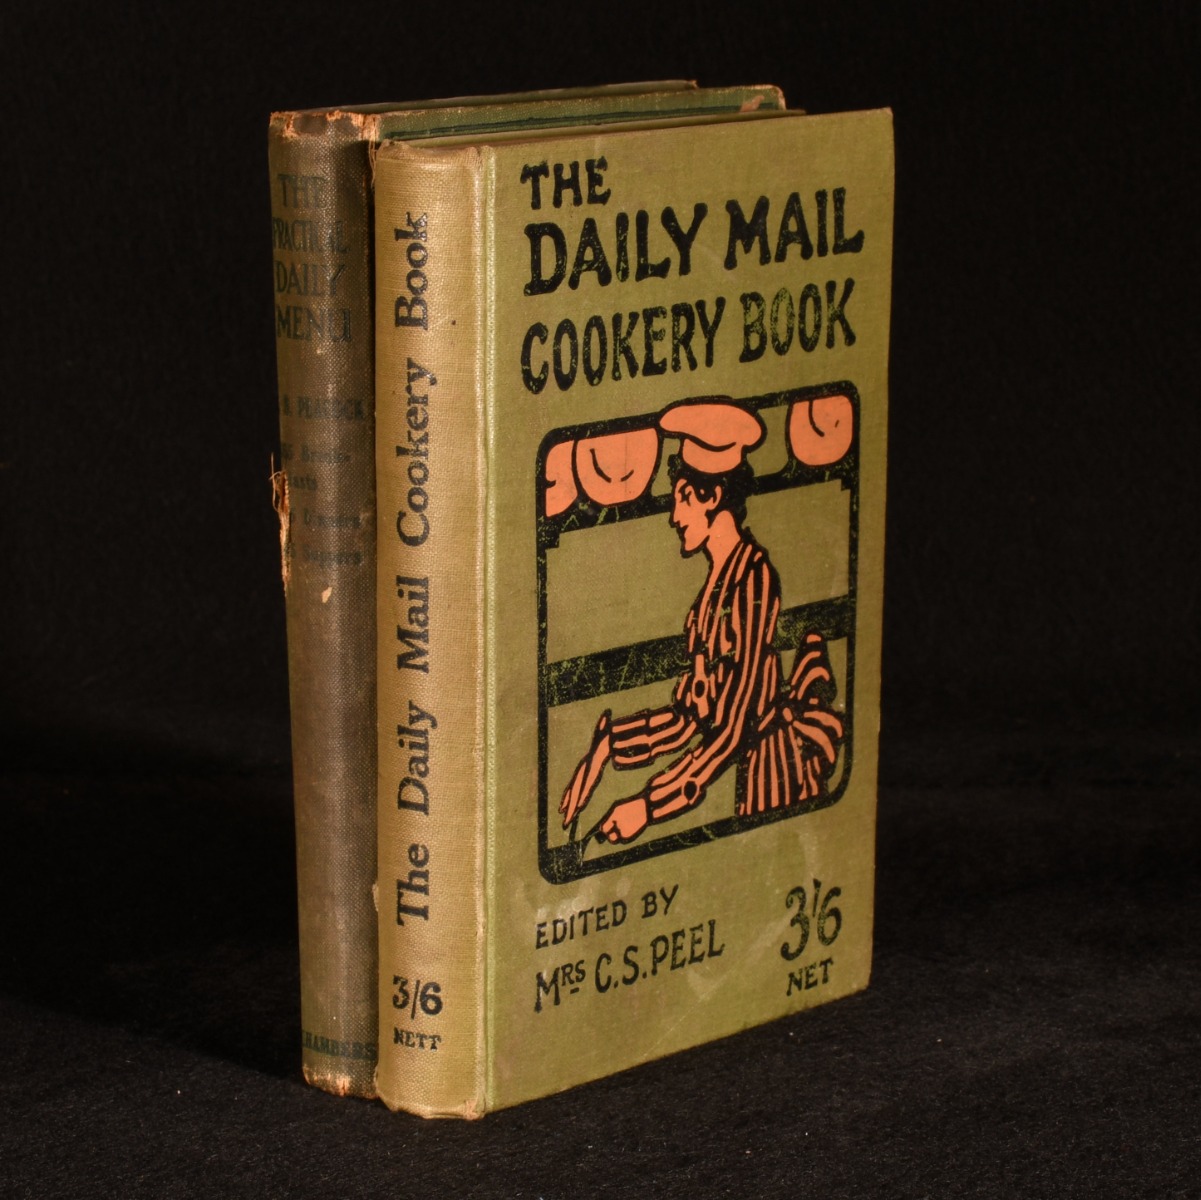 THE
PRACTICAL
DAILY
MENU
PEACOCK
CHAMBERS
The Daily Mail Cookery Book
3/6
NETT
THE
DAILY MAIL
COOKERY BOOK
EDITED BY
MRS C.S. PEEL
3/6
NET